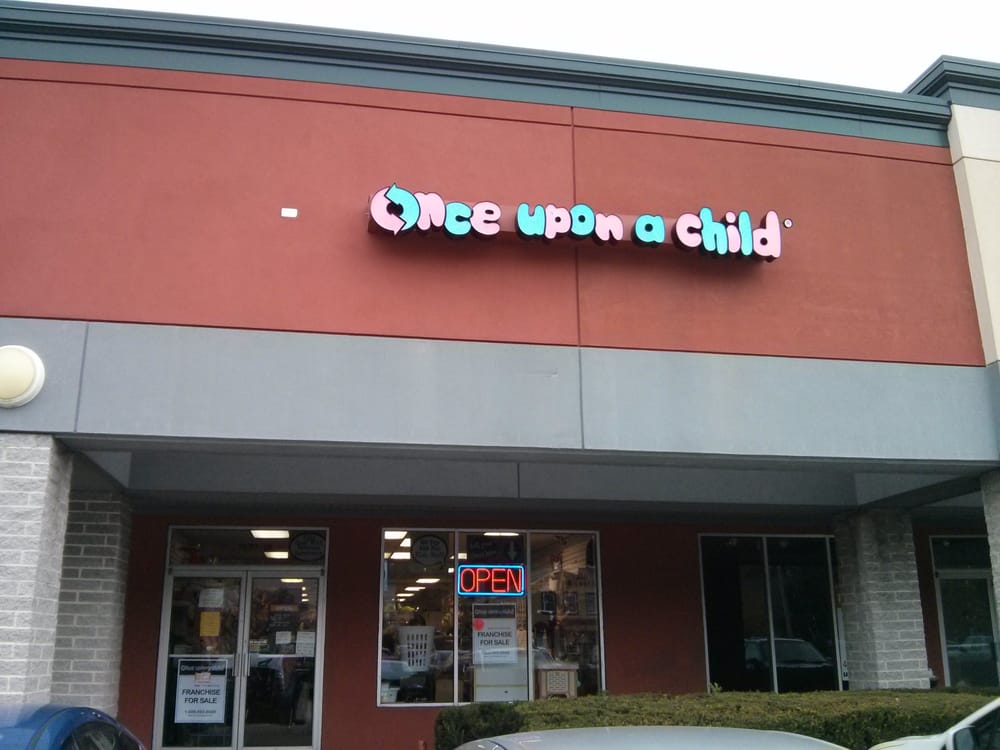 Once upon a child
OPEN
FRANCHISE
FOR SALE
FRANCHISE
FOR SALE